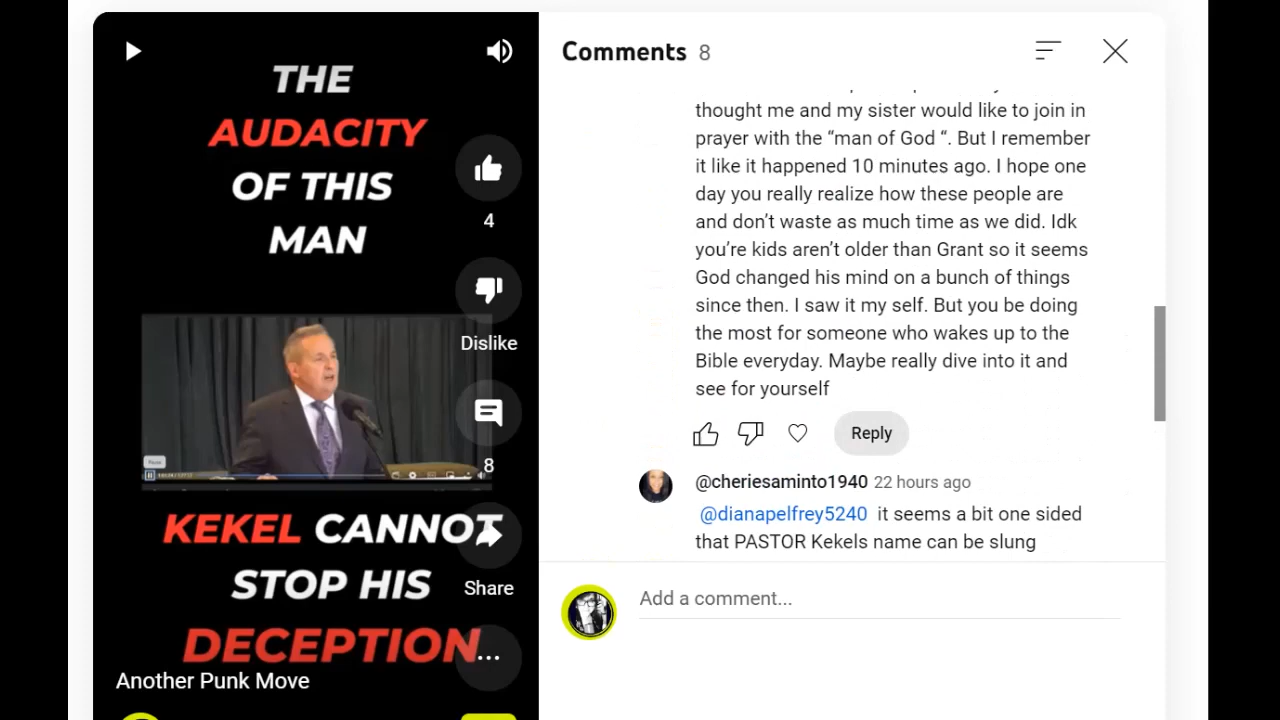 THE
AUDACITY
OF THIS
MAN
4
Dislike
8
KEKEL CANNOT
STOP HIS
Share
DECEPTION
...
Another Punk Move
Comments 8
thought me and my sister would like to join in
prayer with the “man of God “. But I remember
it like it happened 10 minutes ago. I hope one
day you really realize how these people are
and don’t waste as much time as we did. Idk
you’re kids aren’t older than Grant so it seems
God changed his mind on a bunch of things
since then. I saw it my self. But you be doing
the most for someone who wakes up to the
Bible everyday. Maybe really dive into it and
see for yourself
Reply
@cheriesaminto1940 22 hours ago
@dianapelfrey5240 it seems a bit one sided
that PASTOR Kekels name can be slung
Add a comment...